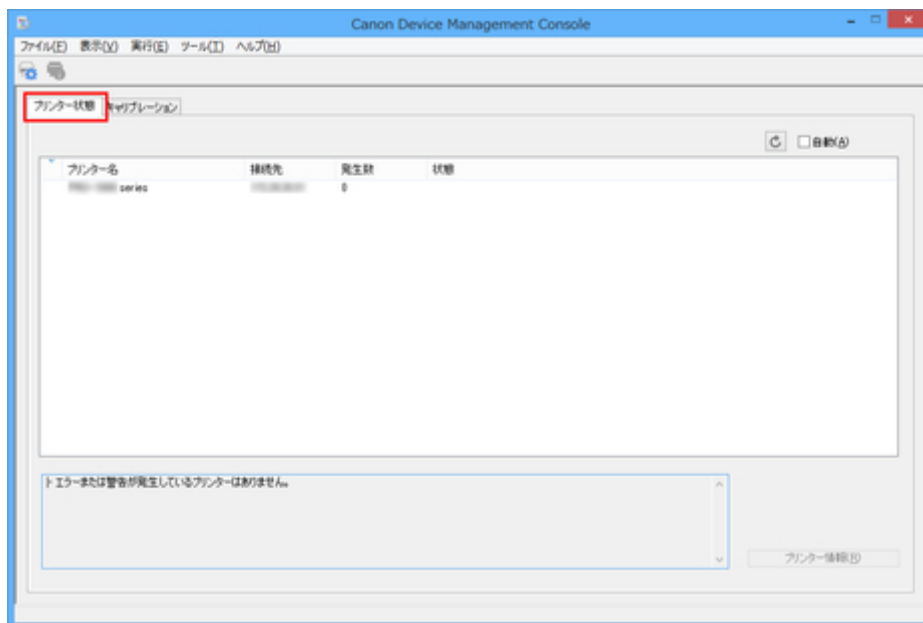 Canon Device Management Console
ファイル(F) 表示(V) 実行(E) ツール(T) ヘルプ(H)
プリンター状態 キャリブレーション
自動(A)
プリンター名 接続先 発生数 状態
series 0
エラーまたは警告が発生しているプリンターはありません。
プリンター情報(R)